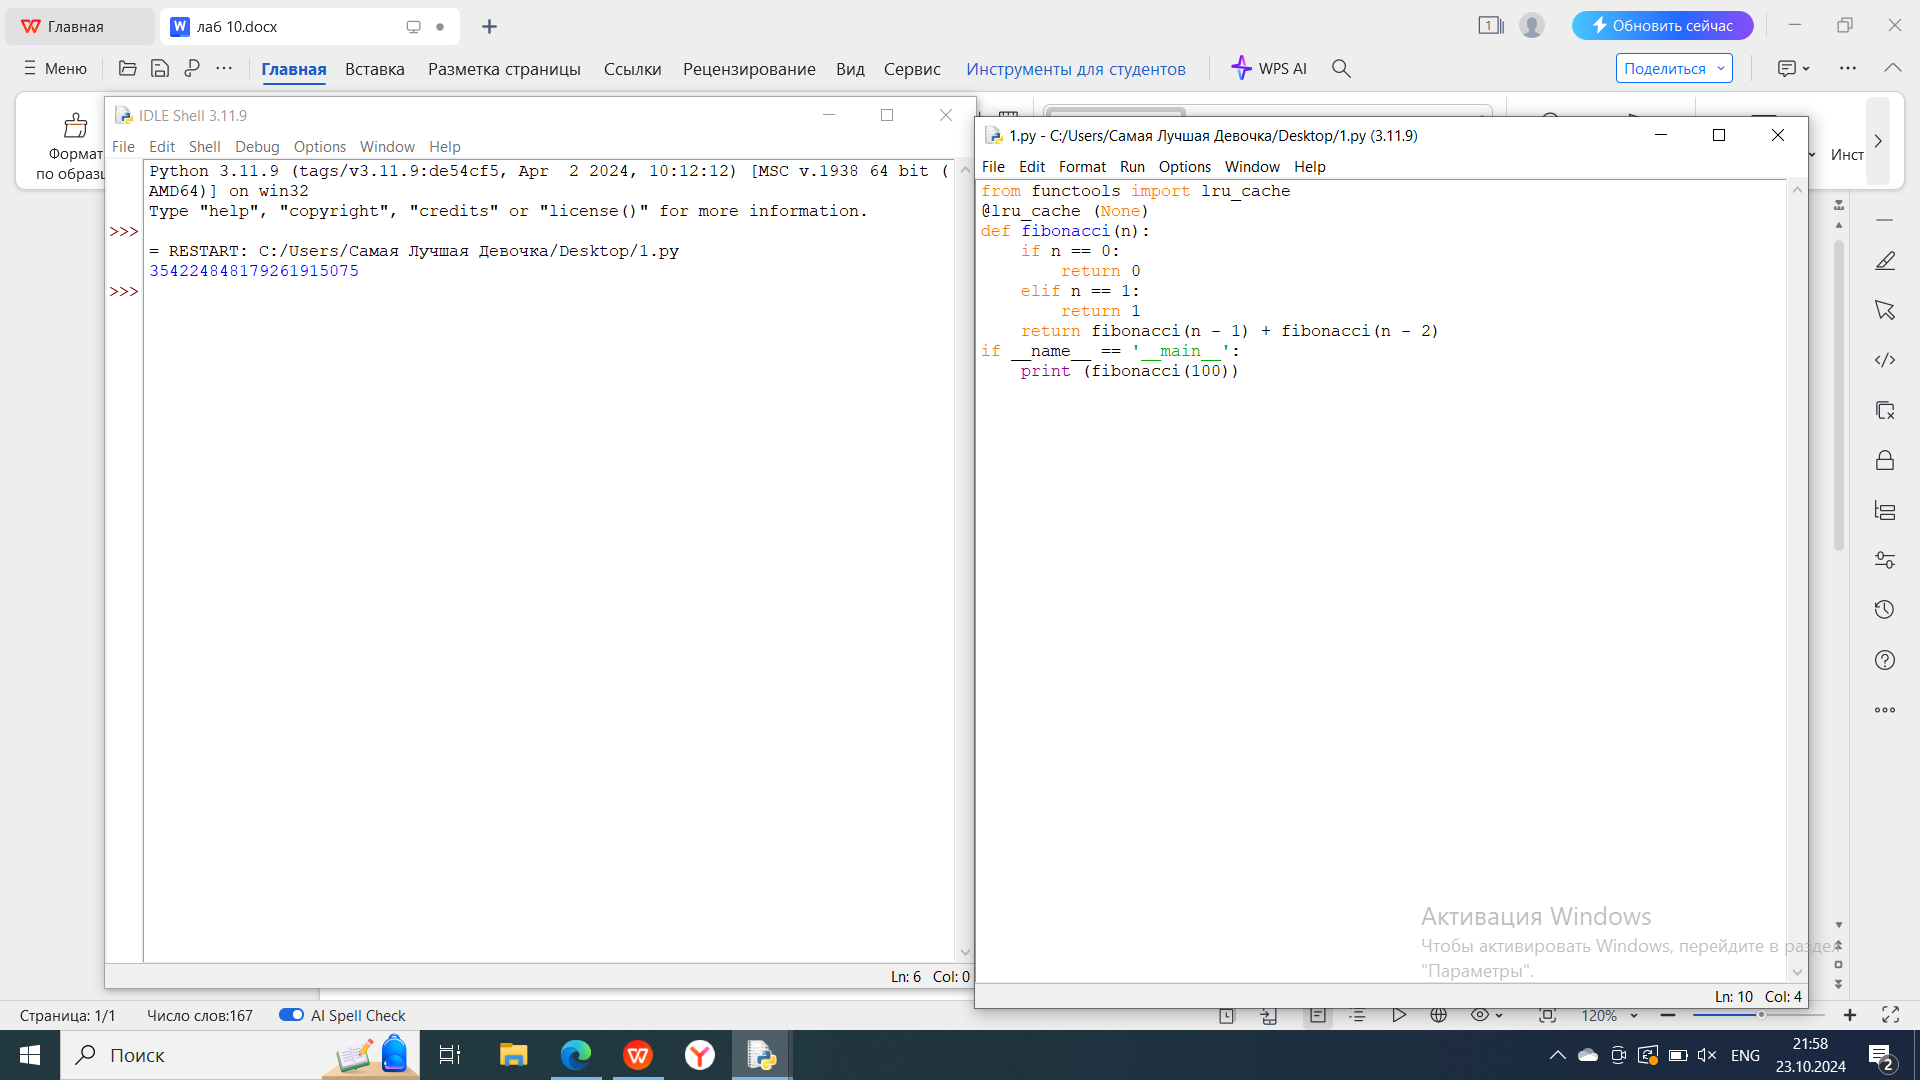 Главная
лаб 10.docx
1
Обновить сейчас
Меню
Главная
Вставка
Разметка страницы
Ссылки
Рецензирование
Вид
Сервис
Инструменты для студентов
WPS AI
Поделиться
Формат
по образц
Инст
IDLE Shell 3.11.9
File Edit Shell Debug Options Window Help
Python 3.11.9 (tags/v3.11.9:de54cf5, Apr  2 2024, 10:12:12) [MSC v.1938 64 bit (
AMD64)] on win32
Type "help", "copyright", "credits" or "license()" for more information.
>>>
= RESTART: C:/Users/Самая Лучшая Девочка/Desktop/1.py
354224848179261915075
>>>
Ln: 6 Col: 0
1.py - C:/Users/Самая Лучшая Девочка/Desktop/1.py (3.11.9)
File Edit Format Run Options Window Help
from functools import lru_cache
@lru_cache (None)
def fibonacci(n):
    if n == 0:
        return 0
    elif n == 1:
        return 1
    return fibonacci(n - 1) + fibonacci(n - 2)
if __name__ == '__main__':
    print (fibonacci(100))
Активация Windows
Чтобы активировать Windows, перейдите в раздел
"Параметры".
Ln: 10 Col: 4
Страница: 1/1
Число слов:167
AI Spell Check
120%
Поиск
ENG
21:58
23.10.2024
2